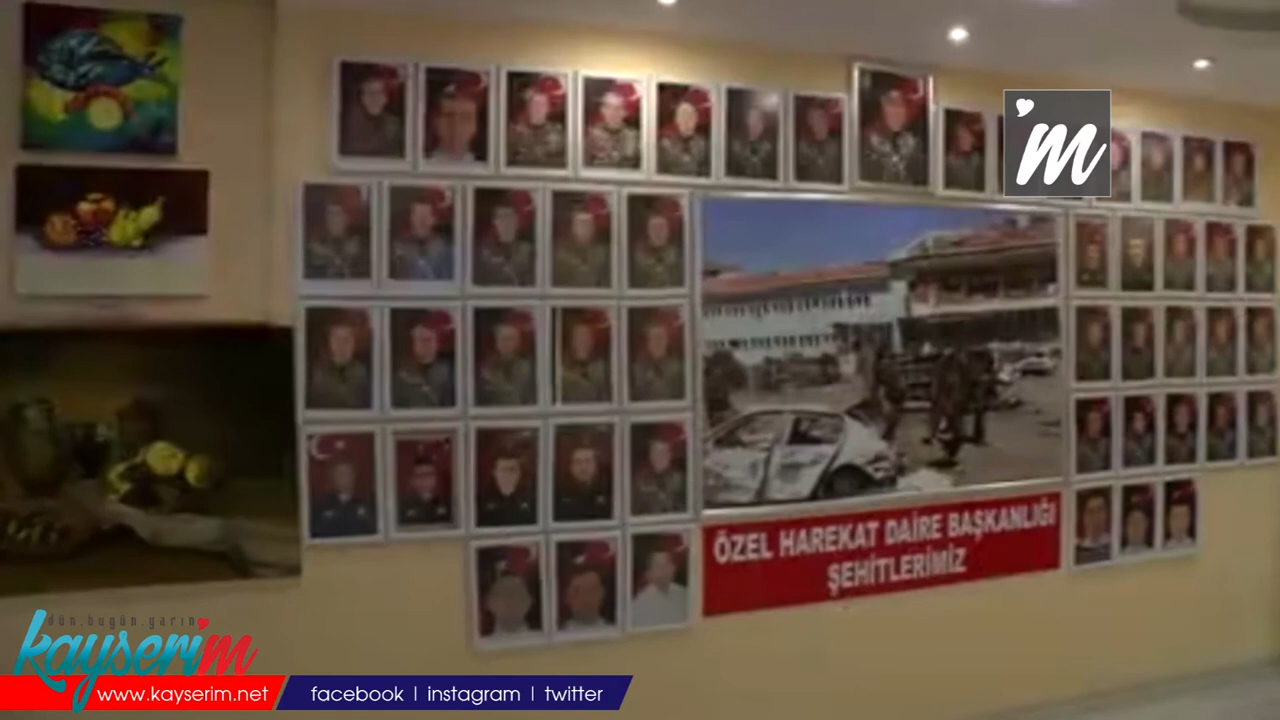 'm
ÖZEL HAREKAT DAİRE BAŞKANLIĞI
ŞEHİTLERİMİZ
dün.bugün.yarın
kayserim
www.kayserim.net
facebook | instagram | twitter